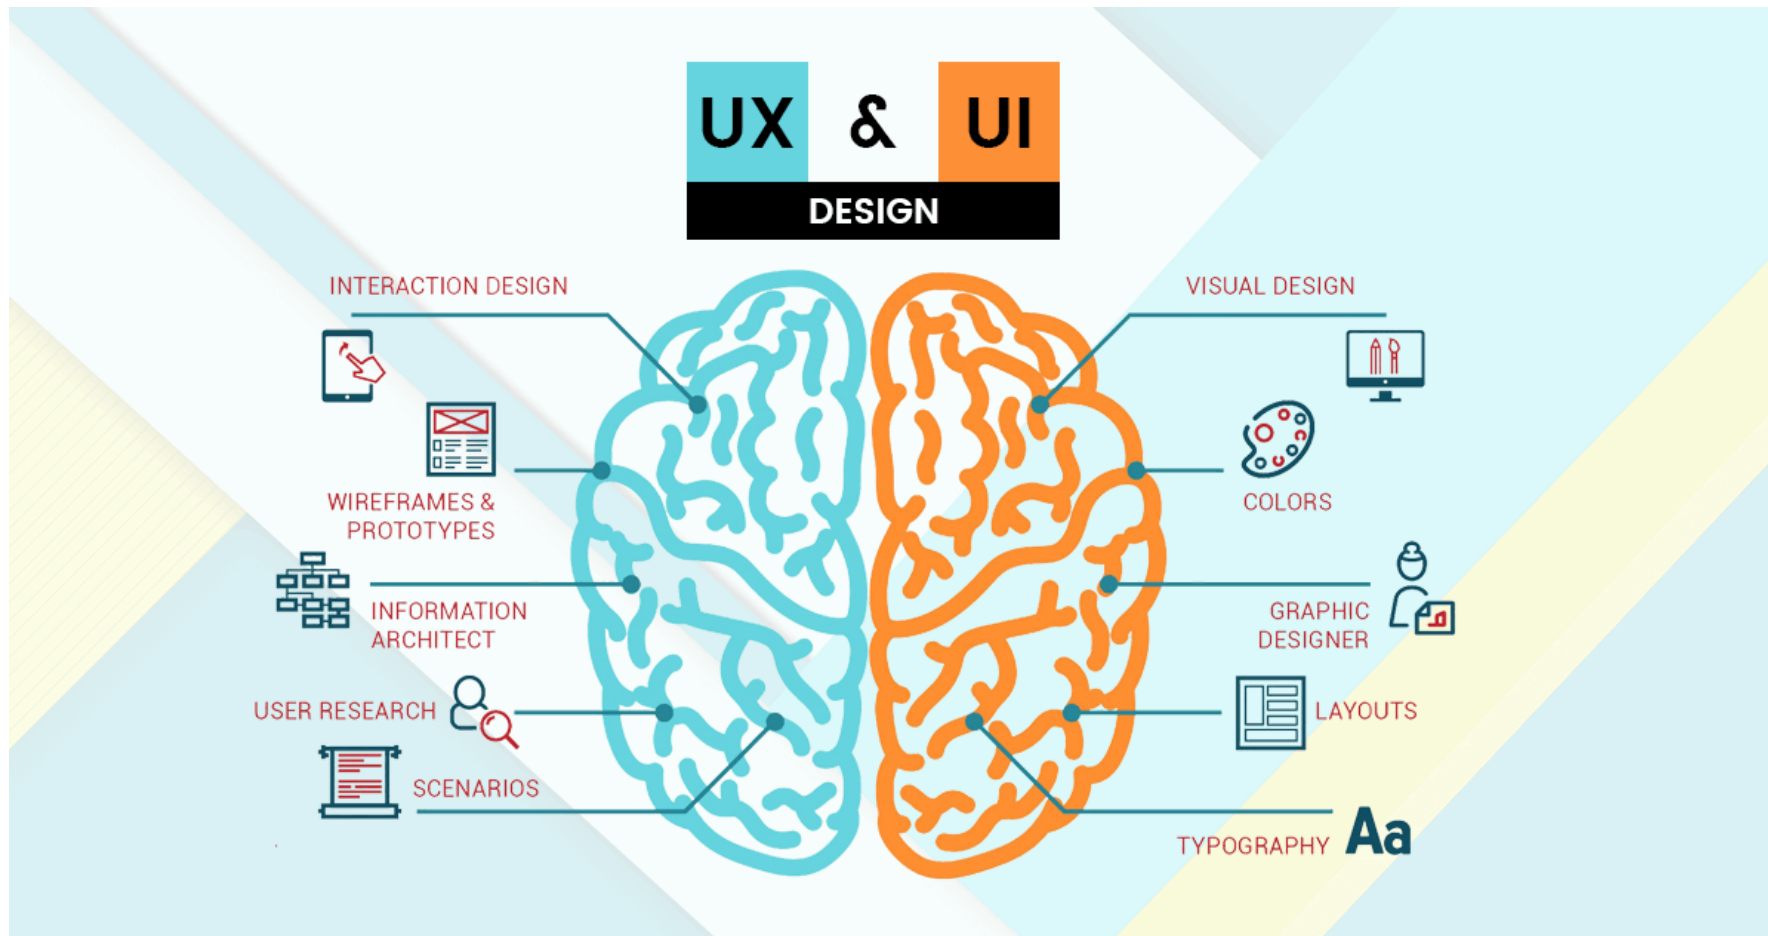 UX & UI
DESIGN
INTERACTION DESIGN
WIREFRAMES &
PROTOTYPES
INFORMATION
ARCHITECT
USER RESEARCH
SCENARIOS
VISUAL DESIGN
COLORS
GRAPHIC
DESIGNER
LAYOUTS
TYPOGRAPHY Aa